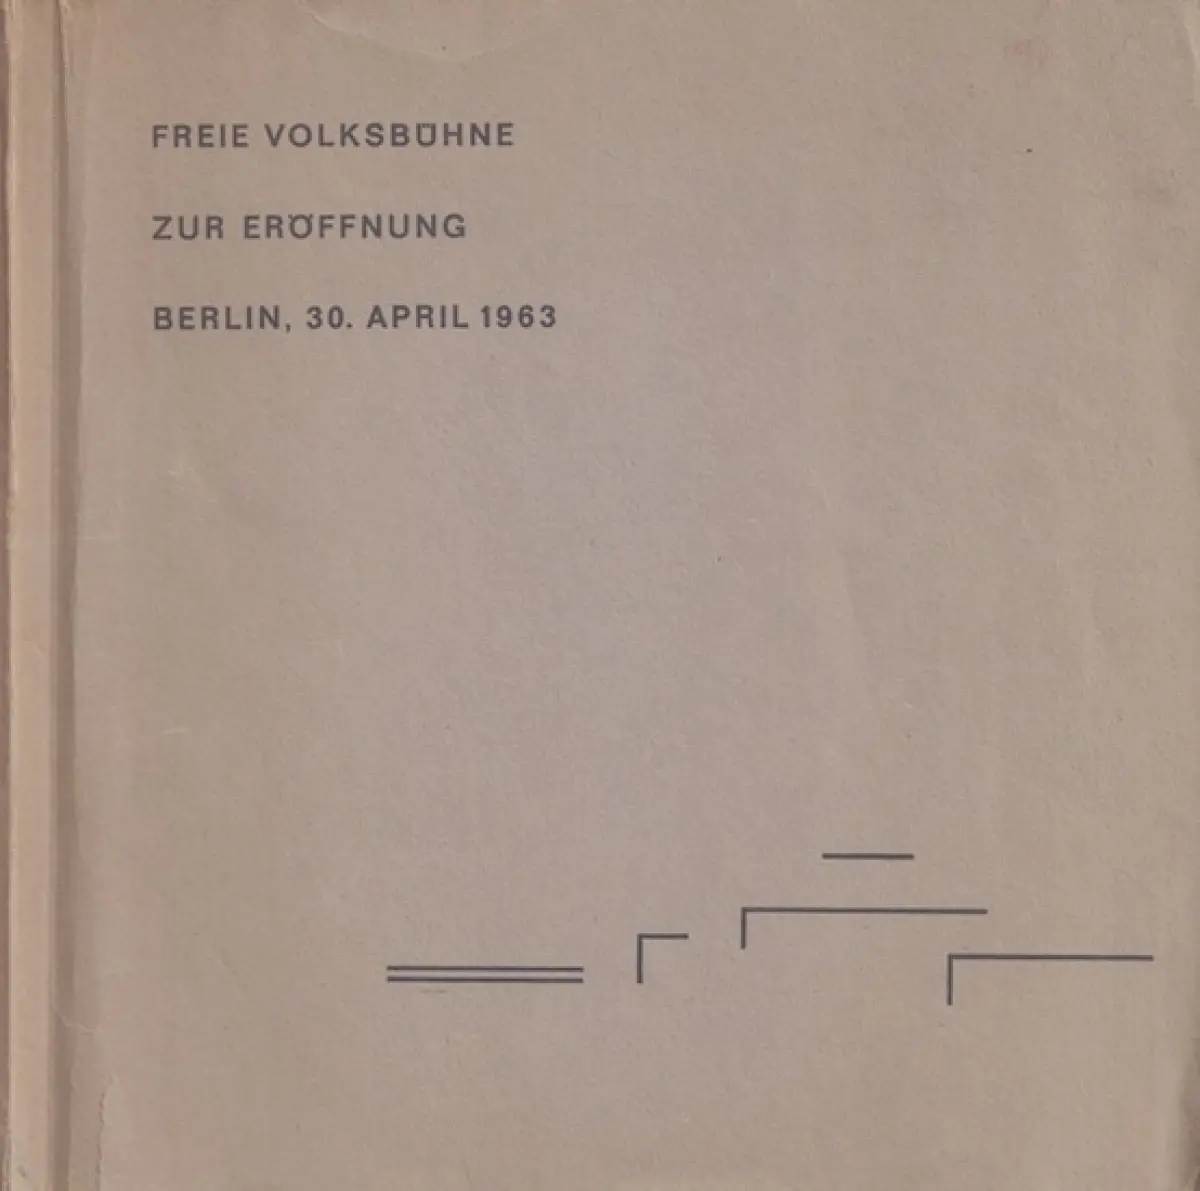 FREIE VOLKSBÜHNE
ZUR ERÖFFNUNG
BERLIN, 30. APRIL 1963